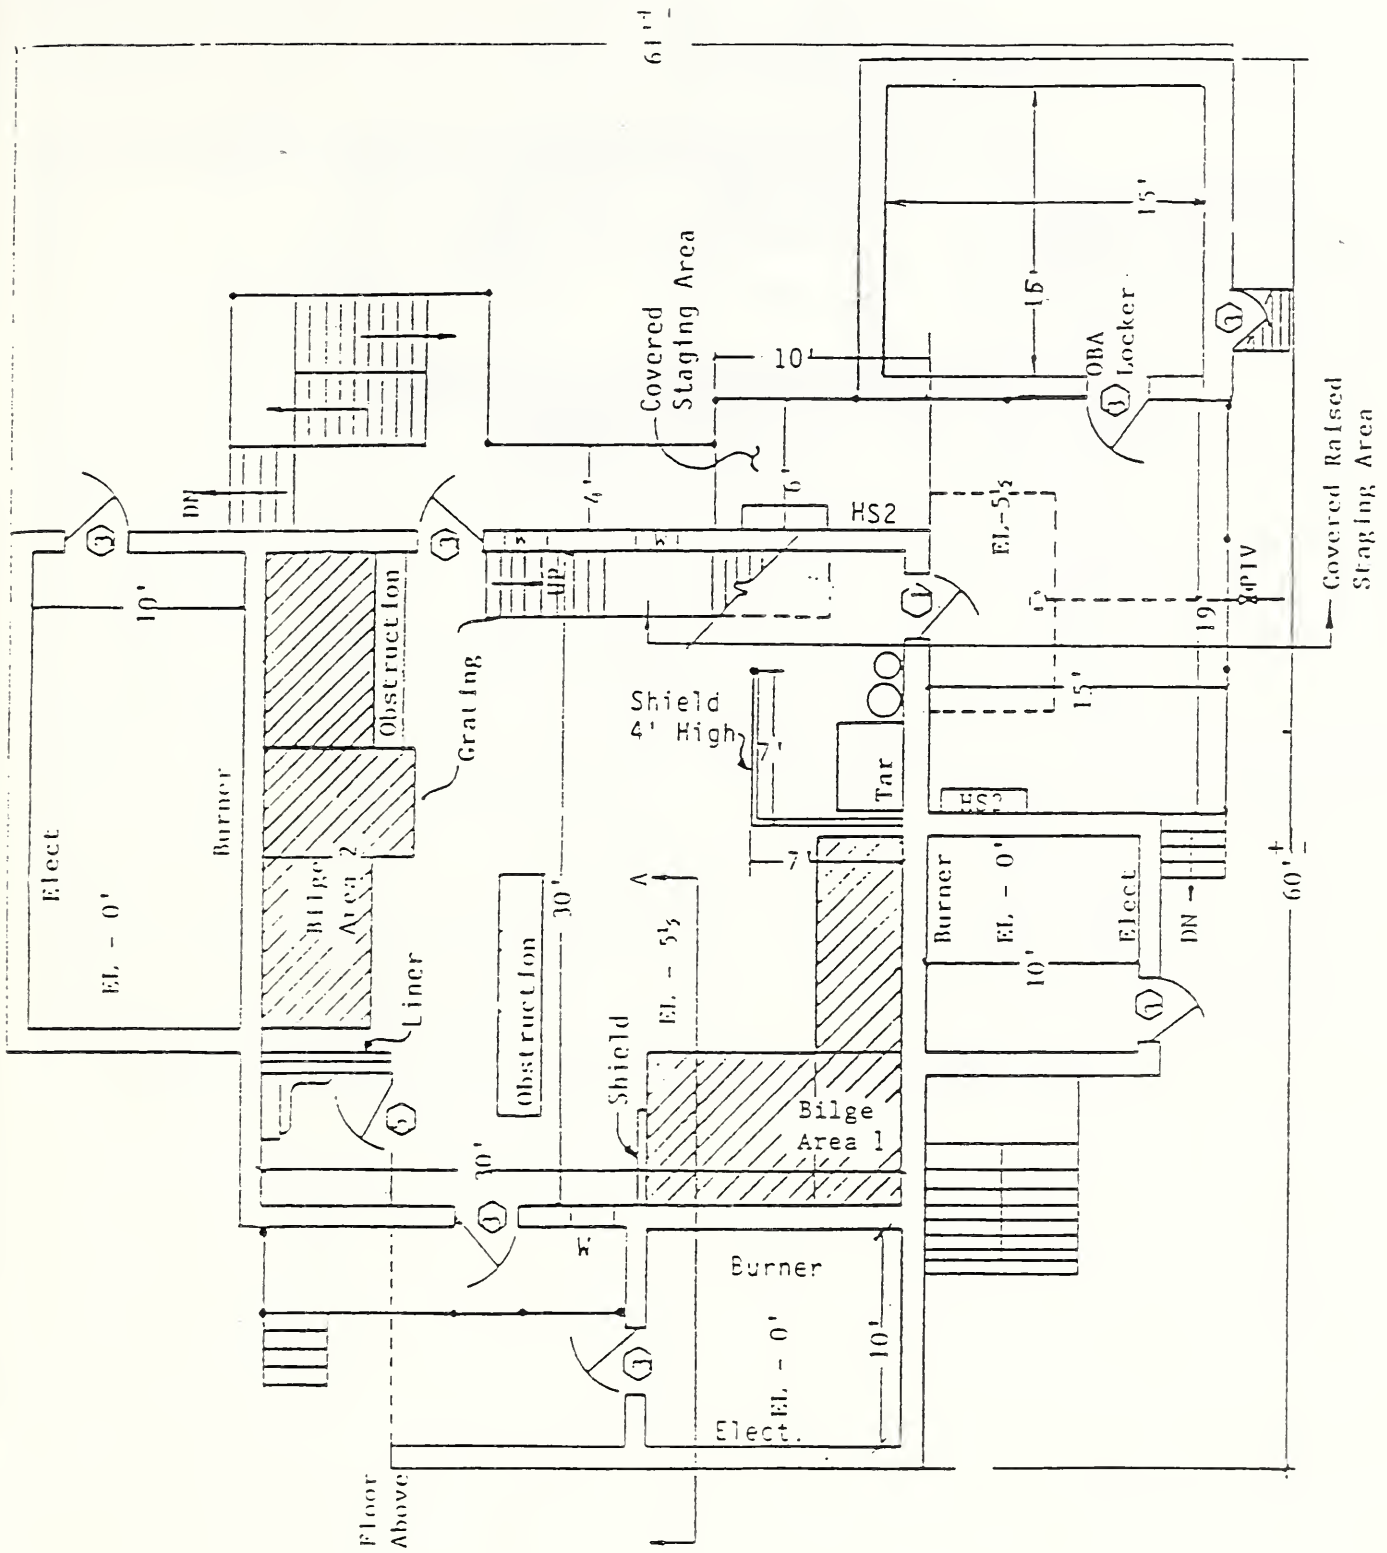 61'±
Covered
Staging Area
10'
15'
15'
OBA
Locker
DN
4'
6'
HS2
EL-5½
10'
Obstruction
UP
Grating
Shield
4' High
7'
Tar
15'
19
PIV
Covered Raised
Staging Area
Elect
EL - 0'
Burner
Bilge
Area 2
Liner
Obstruction
30'
A
EL - 5½
Shield
7'
HS2
Burner
EL - 0'
Elect
10'
DN
60'±
Bilge
Area 1
30'
W
Burner
EL - 0'
Elect.
10'
Floor
Above